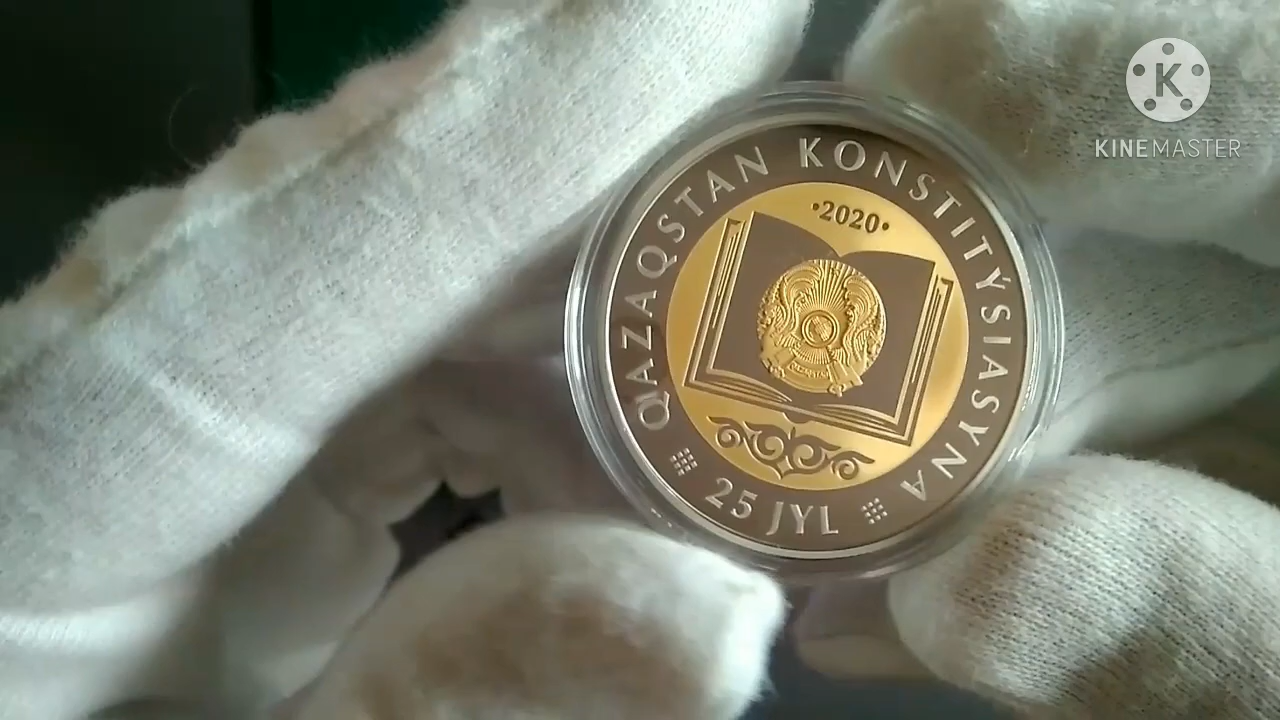 QAZAQSTAN KONSTITÝSIASYNA
•2020•
25 JYL
K
KINEMASTER